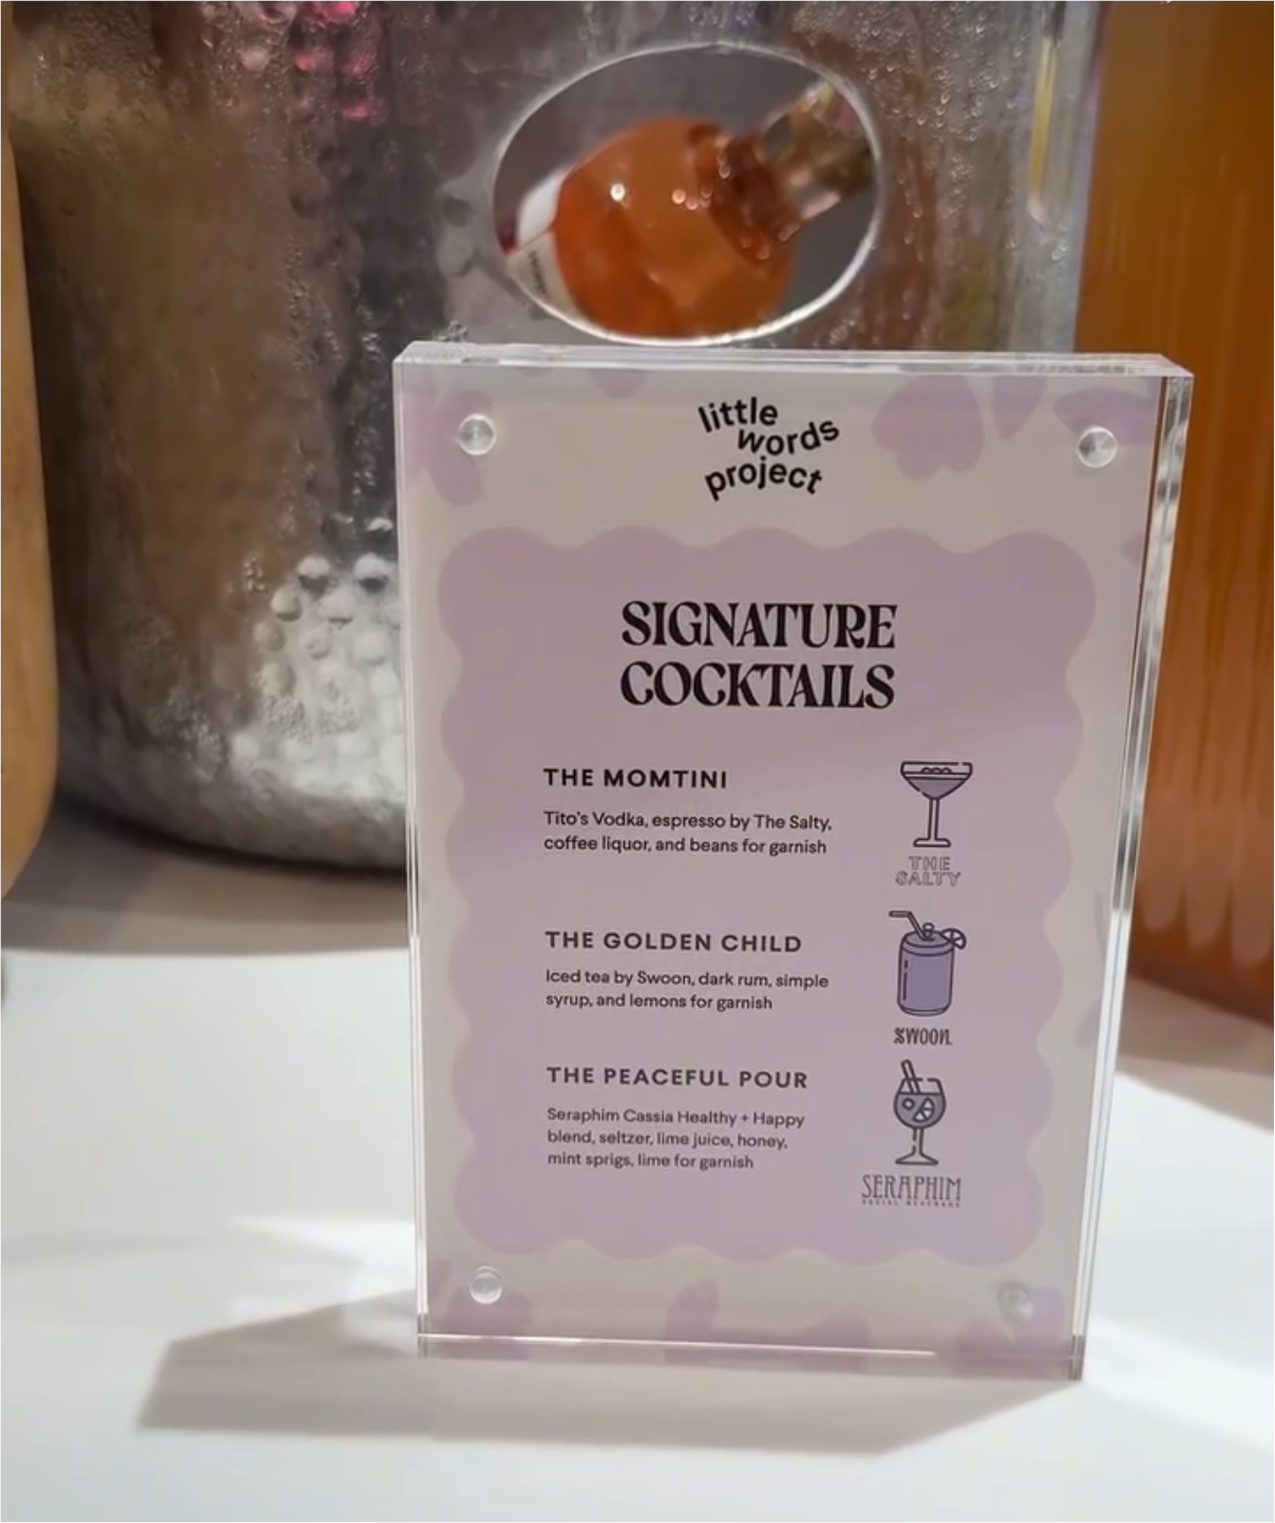 little
words
project
SIGNATURE
COCKTAILS
THE MOMTINI
Tito's Vodka, espresso by The Salty,
coffee liquor, and beans for garnish
THE
SALTY
THE GOLDEN CHILD
Iced tea by Swoon, dark rum, simple
syrup, and lemons for garnish
SWOON
THE PEACEFUL POUR
Seraphim Cassia Healthy + Happy
blend, seltzer, lime juice, honey,
mint sprigs, lime for garnish
SERAPHIM
SOCIAL BEVERAGE